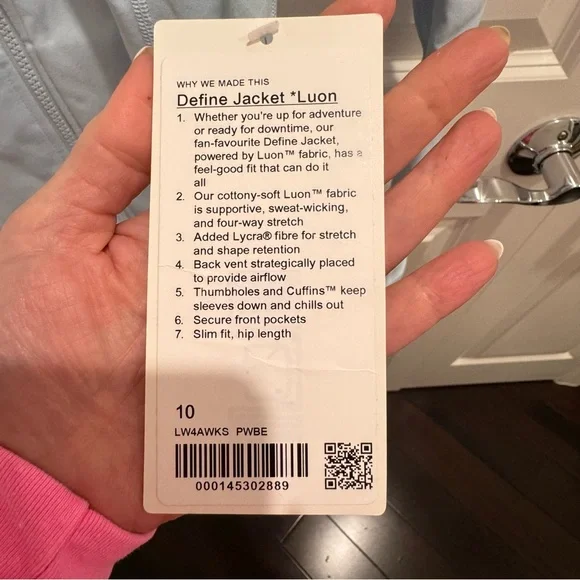 WHY WE MADE THIS
Define Jacket *Luon
1. Whether you're up for adventure
or ready for downtime, our
fan-favourite Define Jacket,
powered by Luon™ fabric, has a
feel-good fit that can do it
all
2. Our cottony-soft Luon™ fabric
is supportive, sweat-wicking,
and four-way stretch
3. Added Lycra® fibre for stretch
and shape retention
4. Back vent strategically placed
to provide airflow
5. Thumbholes and Cuffins™ keep
sleeves down and chills out
6. Secure front pockets
7. Slim fit, hip length
10
LW4AWKS PWBE
000145302889